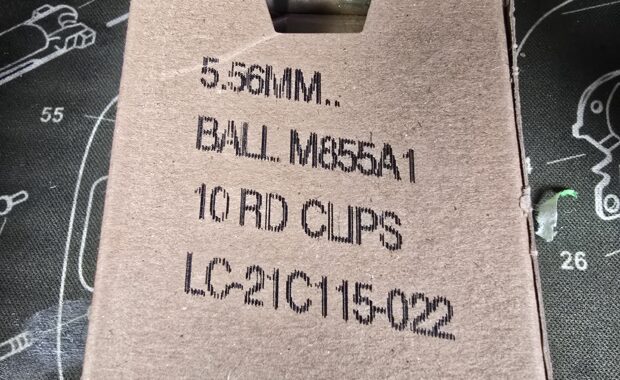 5.56MM..
BALL M855A1
10 RD CLIPS
LC-21C115-022
55
26